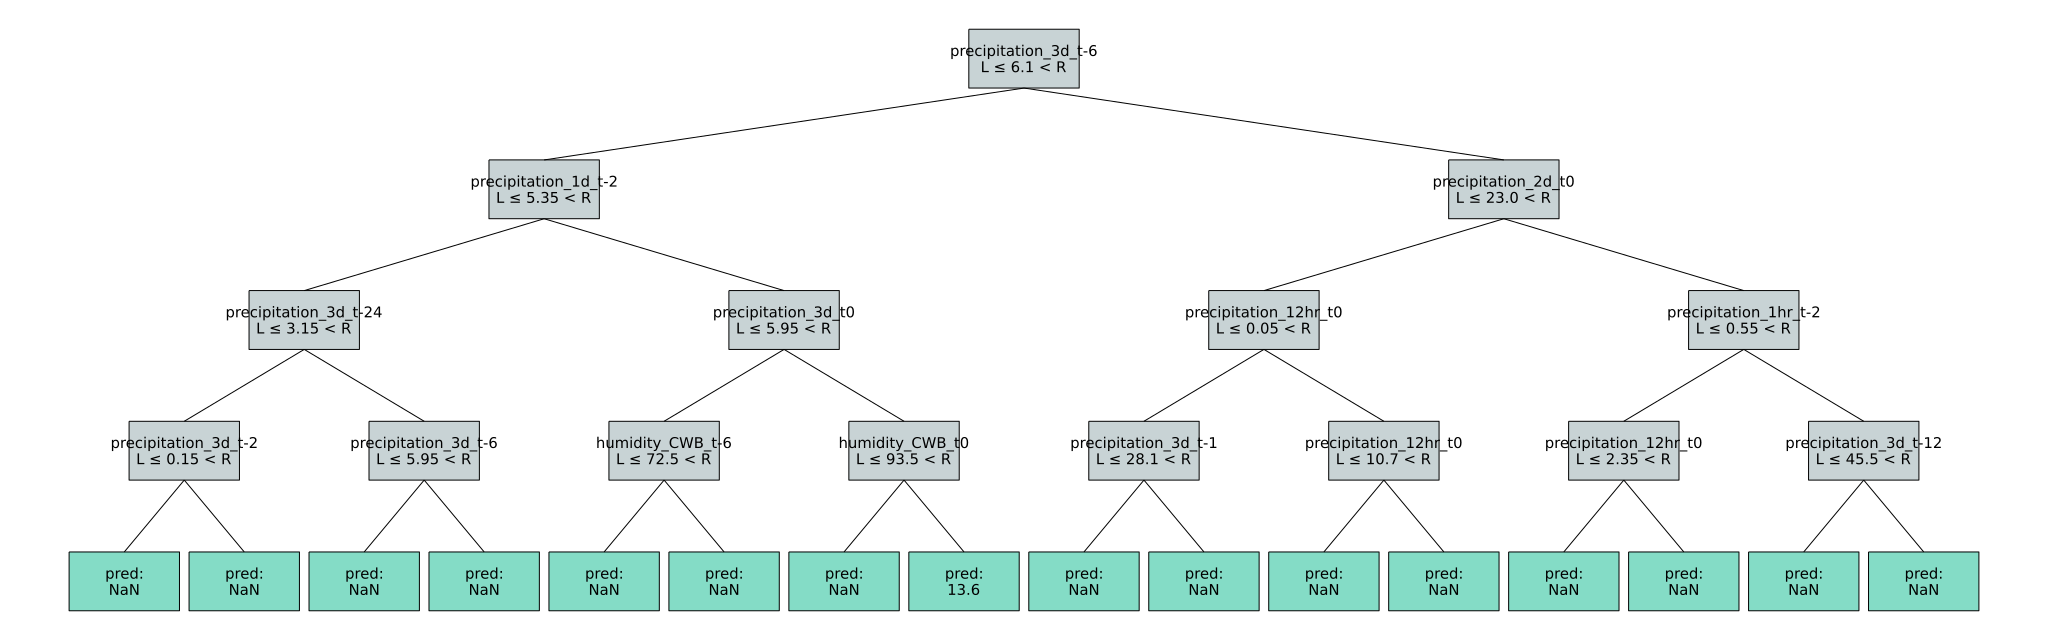 precipitation_3d_t-6
L ≤ 6.1 < R
precipitation_1d_t-2
L ≤ 5.35 < R
precipitation_2d_t0
L ≤ 23.0 < R
precipitation_3d_t-24
L ≤ 3.15 < R
precipitation_3d_t0
L ≤ 5.95 < R
precipitation_12hr_t0
L ≤ 0.05 < R
precipitation_1hr_t-2
L ≤ 0.55 < R
precipitation_3d_t-2
L ≤ 0.15 < R
precipitation_3d_t-6
L ≤ 5.95 < R
humidity_CWB_t-6
L ≤ 72.5 < R
humidity_CWB_t0
L ≤ 93.5 < R
precipitation_3d_t-1
L ≤ 28.1 < R
precipitation_12hr_t0
L ≤ 10.7 < R
precipitation_12hr_t0
L ≤ 2.35 < R
precipitation_3d_t-12
L ≤ 45.5 < R
pred:
NaN
pred:
NaN
pred:
NaN
pred:
NaN
pred:
NaN
pred:
NaN
pred:
NaN
pred:
13.6
pred:
NaN
pred:
NaN
pred:
NaN
pred:
NaN
pred:
NaN
pred:
NaN
pred:
NaN
pred:
NaN